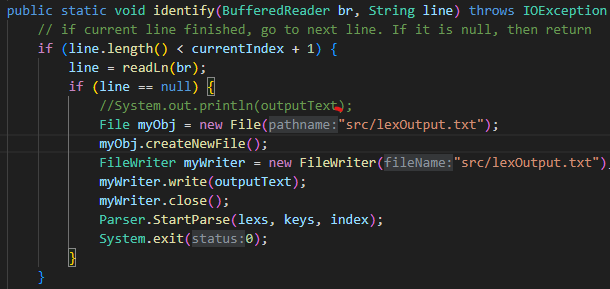 public static void identify(BufferedReader br, String line) throws IOException
// if current line finished, go to next line. If it is null, then return
if (line.length() < currentIndex + 1) {
line = readLn(br);
if (line == null) {
//System.out.println(outputText);
File myObj = new File(pathname:"src/lexOutput.txt");
myObj.createNewFile();
FileWriter myWriter = new FileWriter(fileName:"src/lexOutput.txt");
myWriter.write(outputText);
myWriter.close();
Parser.StartParse(lexs, keys, index);
System.exit(status:0);
}
}